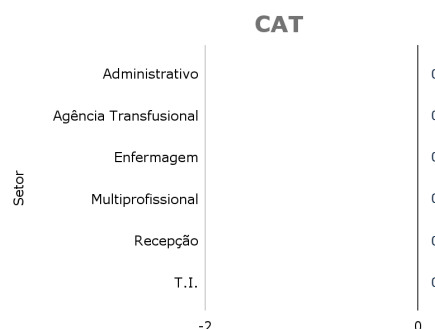 CAT
Administrativo
Agência Transfusional
Enfermagem
Multiprofissional
Recepção
T.I.
Setor
-2 0